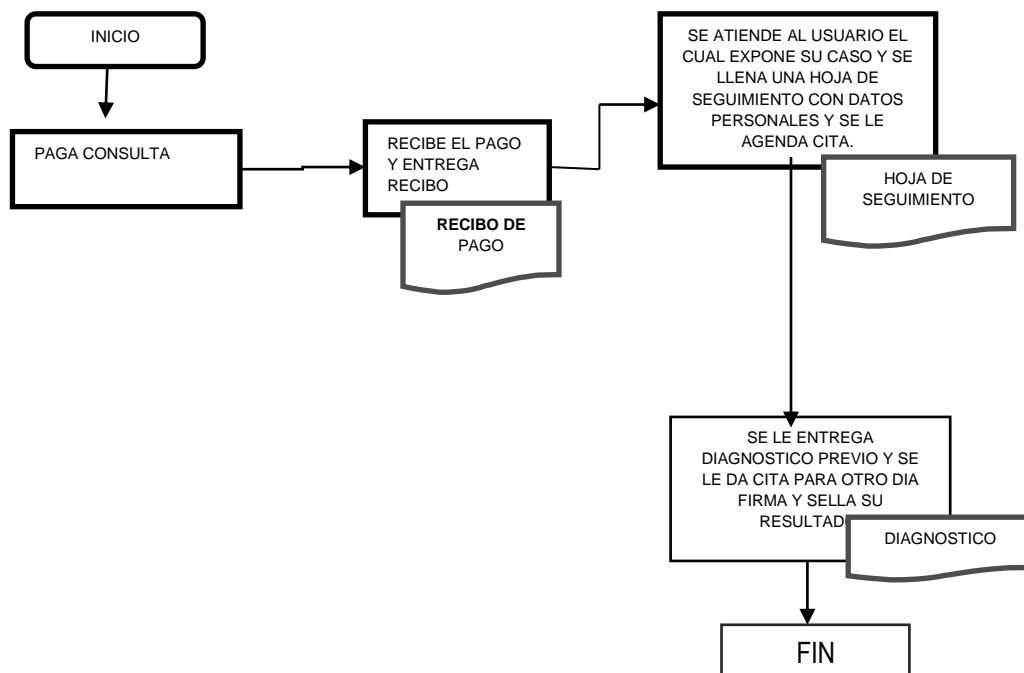 INICIO
PAGA CONSULTA
RECIBE EL PAGO
Y ENTREGA
RECIBO
RECIBO DE
PAGO
SE ATIENDE AL USUARIO EL
CUAL EXPONE SU CASO Y SE
LLENA UNA HOJA DE
SEGUIMIENTO CON DATOS
PERSONALES Y SE LE
AGENDA CITA.
HOJA DE
SEGUIMIENTO
SE LE ENTREGA
DIAGNOSTICO PREVIO Y SE
LE DA CITA PARA OTRO DIA
FIRMA Y SELLA SU
RESULTADO
DIAGNOSTICO
FIN